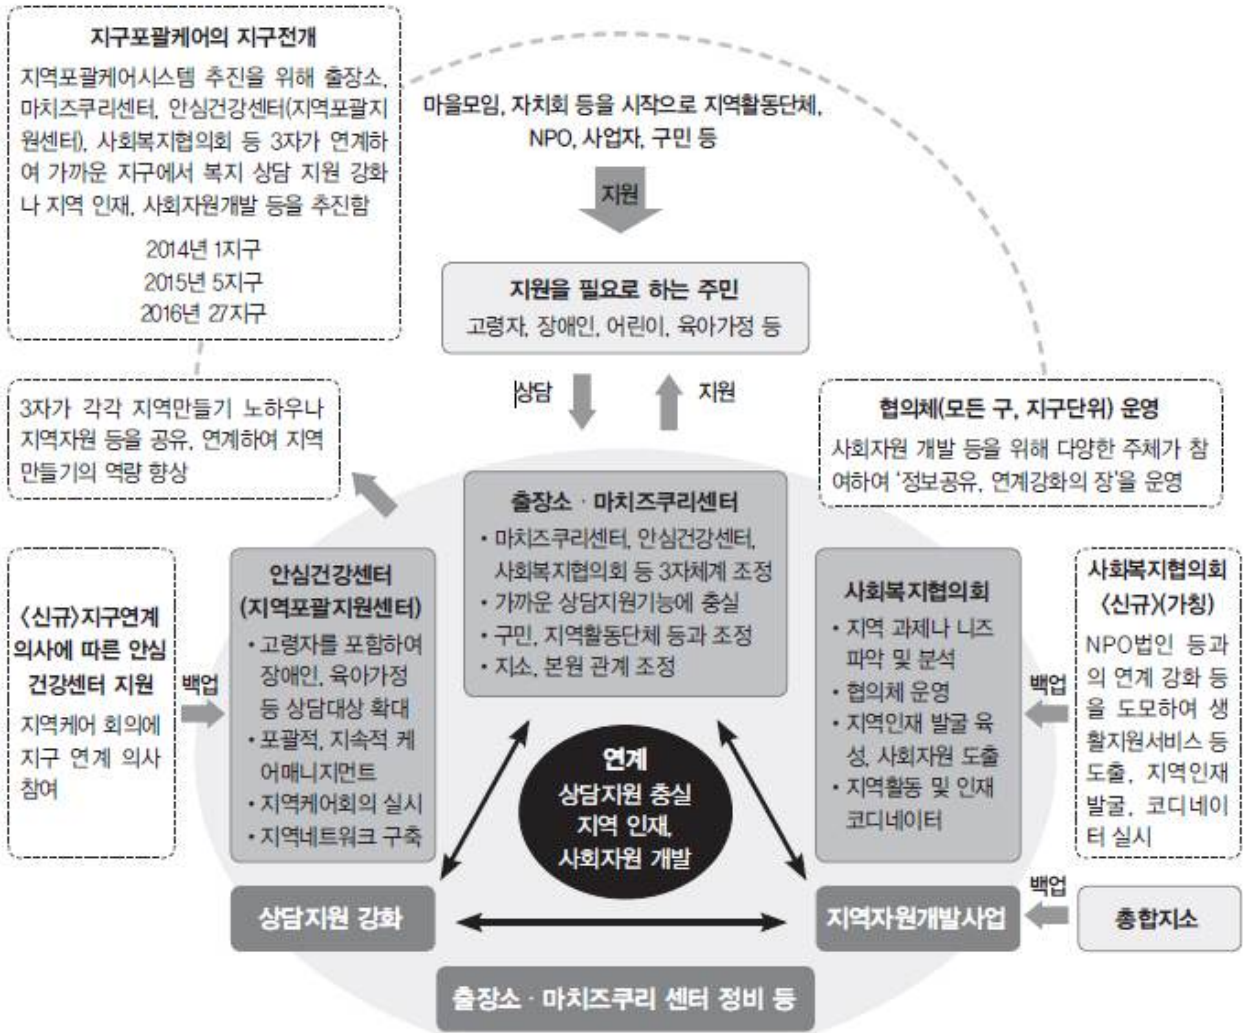 지구포괄케어의 지구전개
지역포괄케어시스템 추진을 위해 출장소,
마치즈쿠리센터, 안심건강센터(지역포괄지
원센터), 사회복지협의회 등 3자가 연계하
여 가까운 지구에서 복지 상담 지원 강화
나 지역 인재, 사회자원개발 등을 추진함
2014년 1지구
2015년 5지구
2016년 27지구
마을모임, 자치회 등을 시작으로 지역활동단체,
NPO, 사업자, 구민 등
지원
지원을 필요로 하는 주민
고령자, 장애인, 어린이, 육아가정 등
상담
지원
3자가 각각 지역만들기 노하우나
지역자원 등을 공유, 연계하여 지역
만들기의 역량 향상
협의체(모든 구, 지구단위) 운영
사회자원 개발 등을 위해 다양한 주체가 참
여하여 ‘정보공유, 연계강화의 장’을 운영
출장소 · 마치즈쿠리센터
• 마치즈쿠리센터, 안심건강센터,
사회복지협의회 등 3자체계 조정
• 가까운 상담지원기능에 충실
• 구민, 지역활동단체 등과 조정
• 지소, 본원 관계 조정
〈신규〉지구연계
의사에 따른 안심
건강센터 지원
지역케어 회의에
지구 연계 의사
참여
백업
안심건강센터
(지역포괄지원센터)
• 고령자를 포함하여
장애인, 육아가정
등 상담대상 확대
• 포괄적, 지속적 케
어매니지먼트
• 지역케어회의 실시
• 지역네트워크 구축
연계
상담지원 충실
지역 인재,
사회자원 개발
사회복지협의회
• 지역 과제나 니즈
파악 및 분석
• 협의체 운영
• 지역인재 발굴 육
성, 사회자원 도출
• 지역활동 및 인재
코디네이터
백업
사회복지협의회
〈신규〉(가칭)
NPO법인 등과
의 연계 강화 등
을 도모하여 생
활지원서비스 등
도출, 지역인재
발굴, 코디네이
터 실시
상담지원 강화
지역자원개발사업
백업
총합지소
출장소 · 마치즈쿠리 센터 정비 등